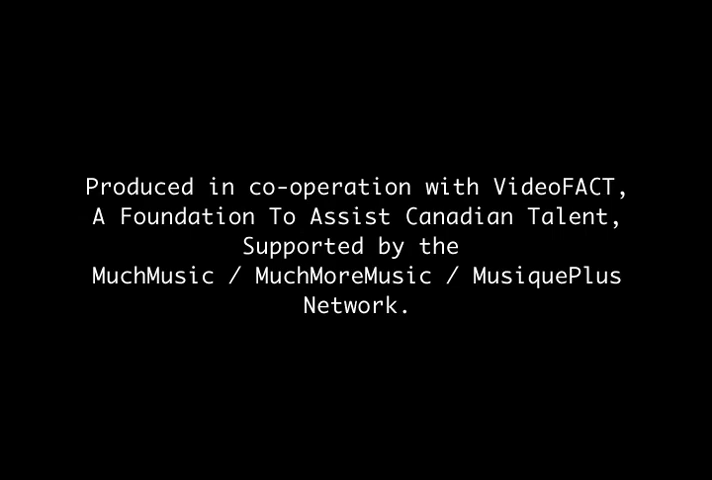 Produced in co-operation with VideoFACT,
A Foundation To Assist Canadian Talent,
Supported by the
MuchMusic / MuchMoreMusic / MusiquePlus
Network.